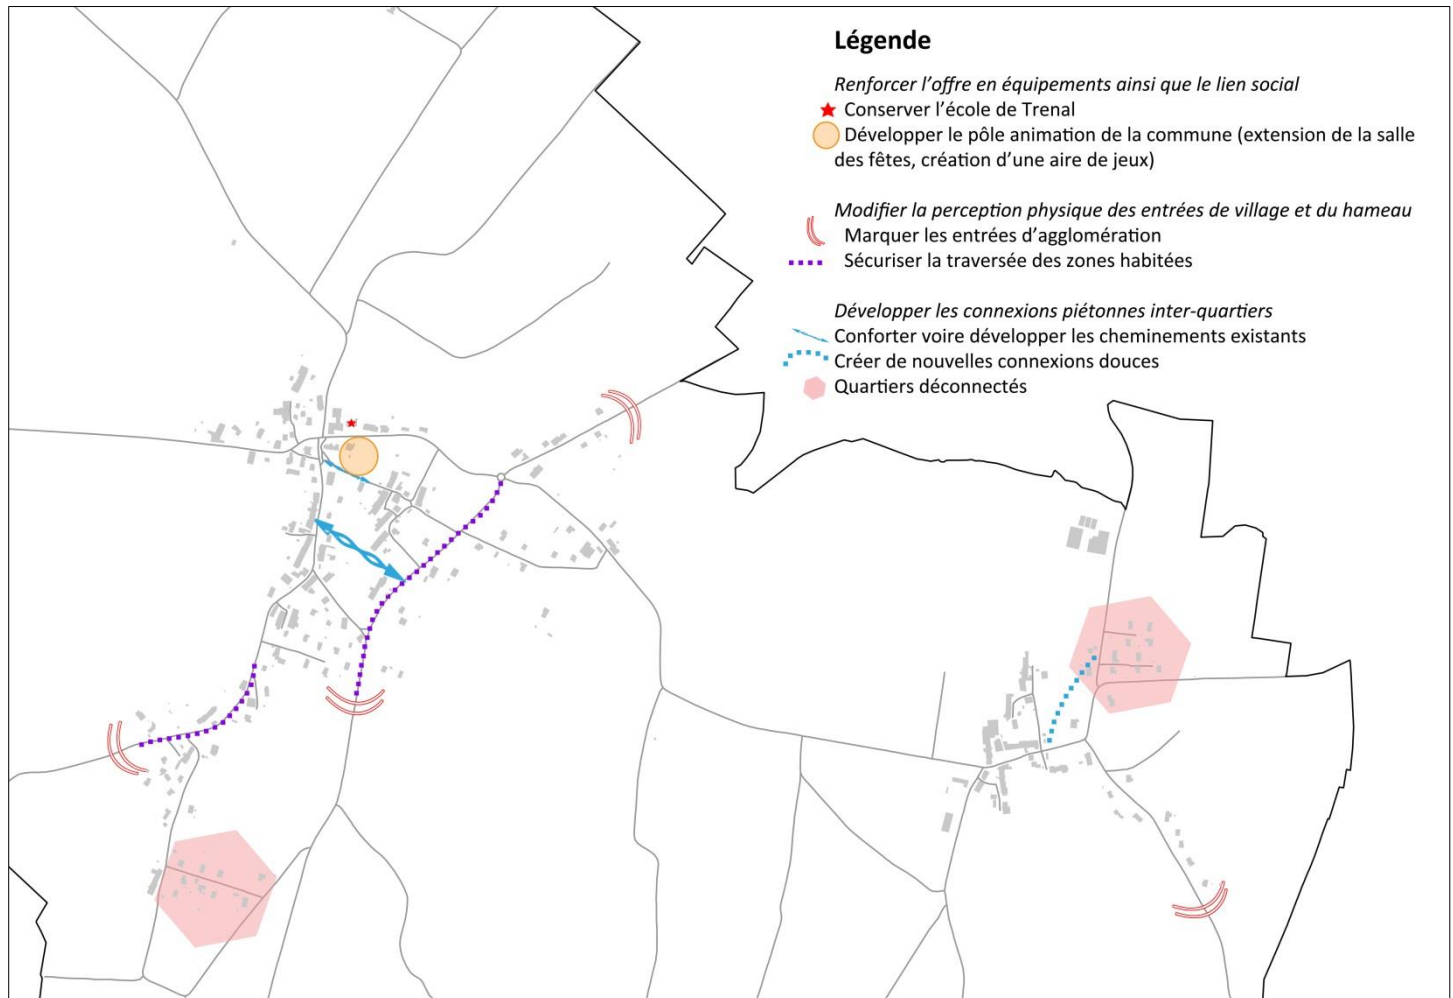 Légende
Renforcer l’offre en équipements ainsi que le lien social
Conserver l’école de Trenal
Développer le pôle animation de la commune (extension de la salle
des fêtes, création d’une aire de jeux)
Modifier la perception physique des entrées de village et du hameau
Marquer les entrées d’agglomération
Sécuriser la traversée des zones habitées
Développer les connexions piétonnes inter-quartiers
Conforter voire développer les cheminements existants
Créer de nouvelles connexions douces
Quartiers déconnectés